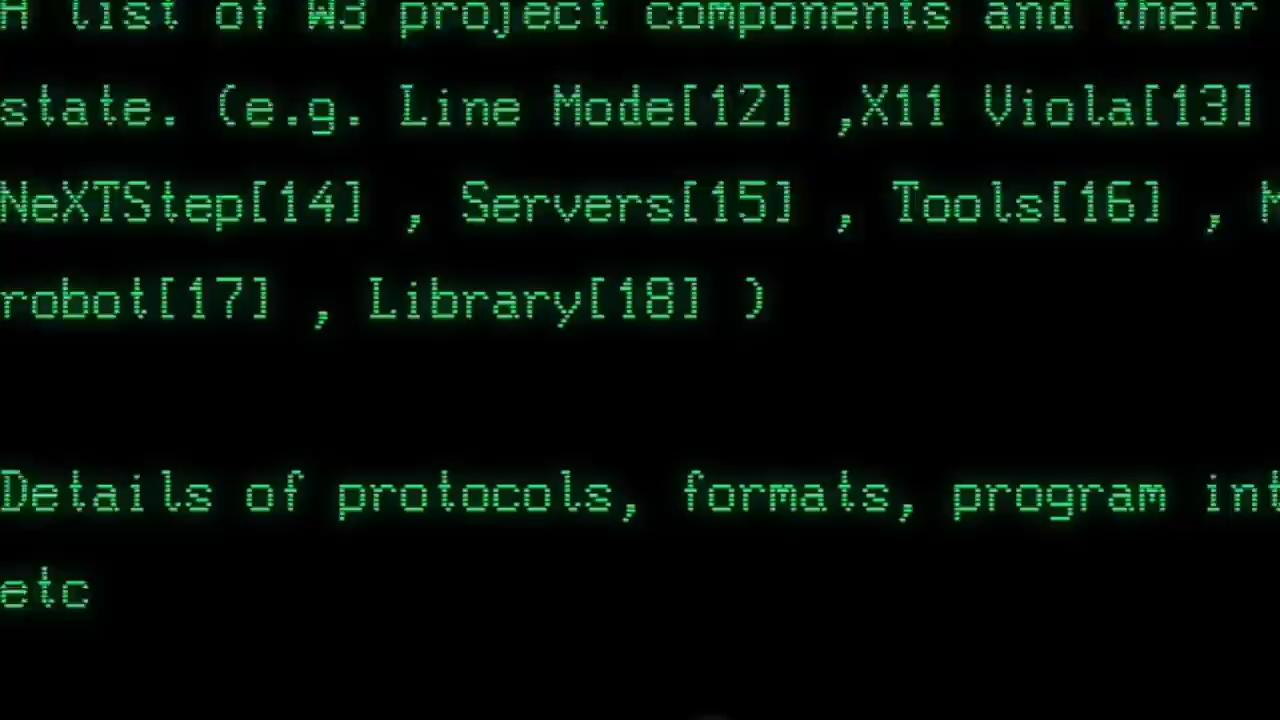 A list of W3 project components and their
state. (e.g. Line Mode[12] ,X11 Viola[13]
NeXTStep[14] , Servers[15] , Tools[16] ,
robot[17] , Library[18] )
Details of protocols, formats, program int
etc